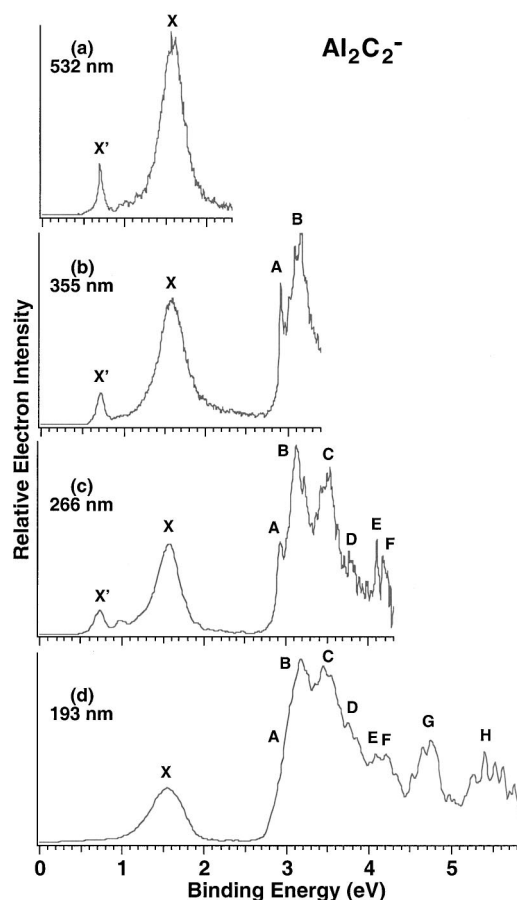 Al₂C₂⁻
(a)
532 nm
X'
X
(b)
355 nm
X'
X
A
B
(c)
266 nm
X'
X
A
B
C
D
E
F
(d)
193 nm
X
A
B
C
D
E
F
G
H
Relative Electron Intensity
0 1 2 3 4 5
Binding Energy (eV)